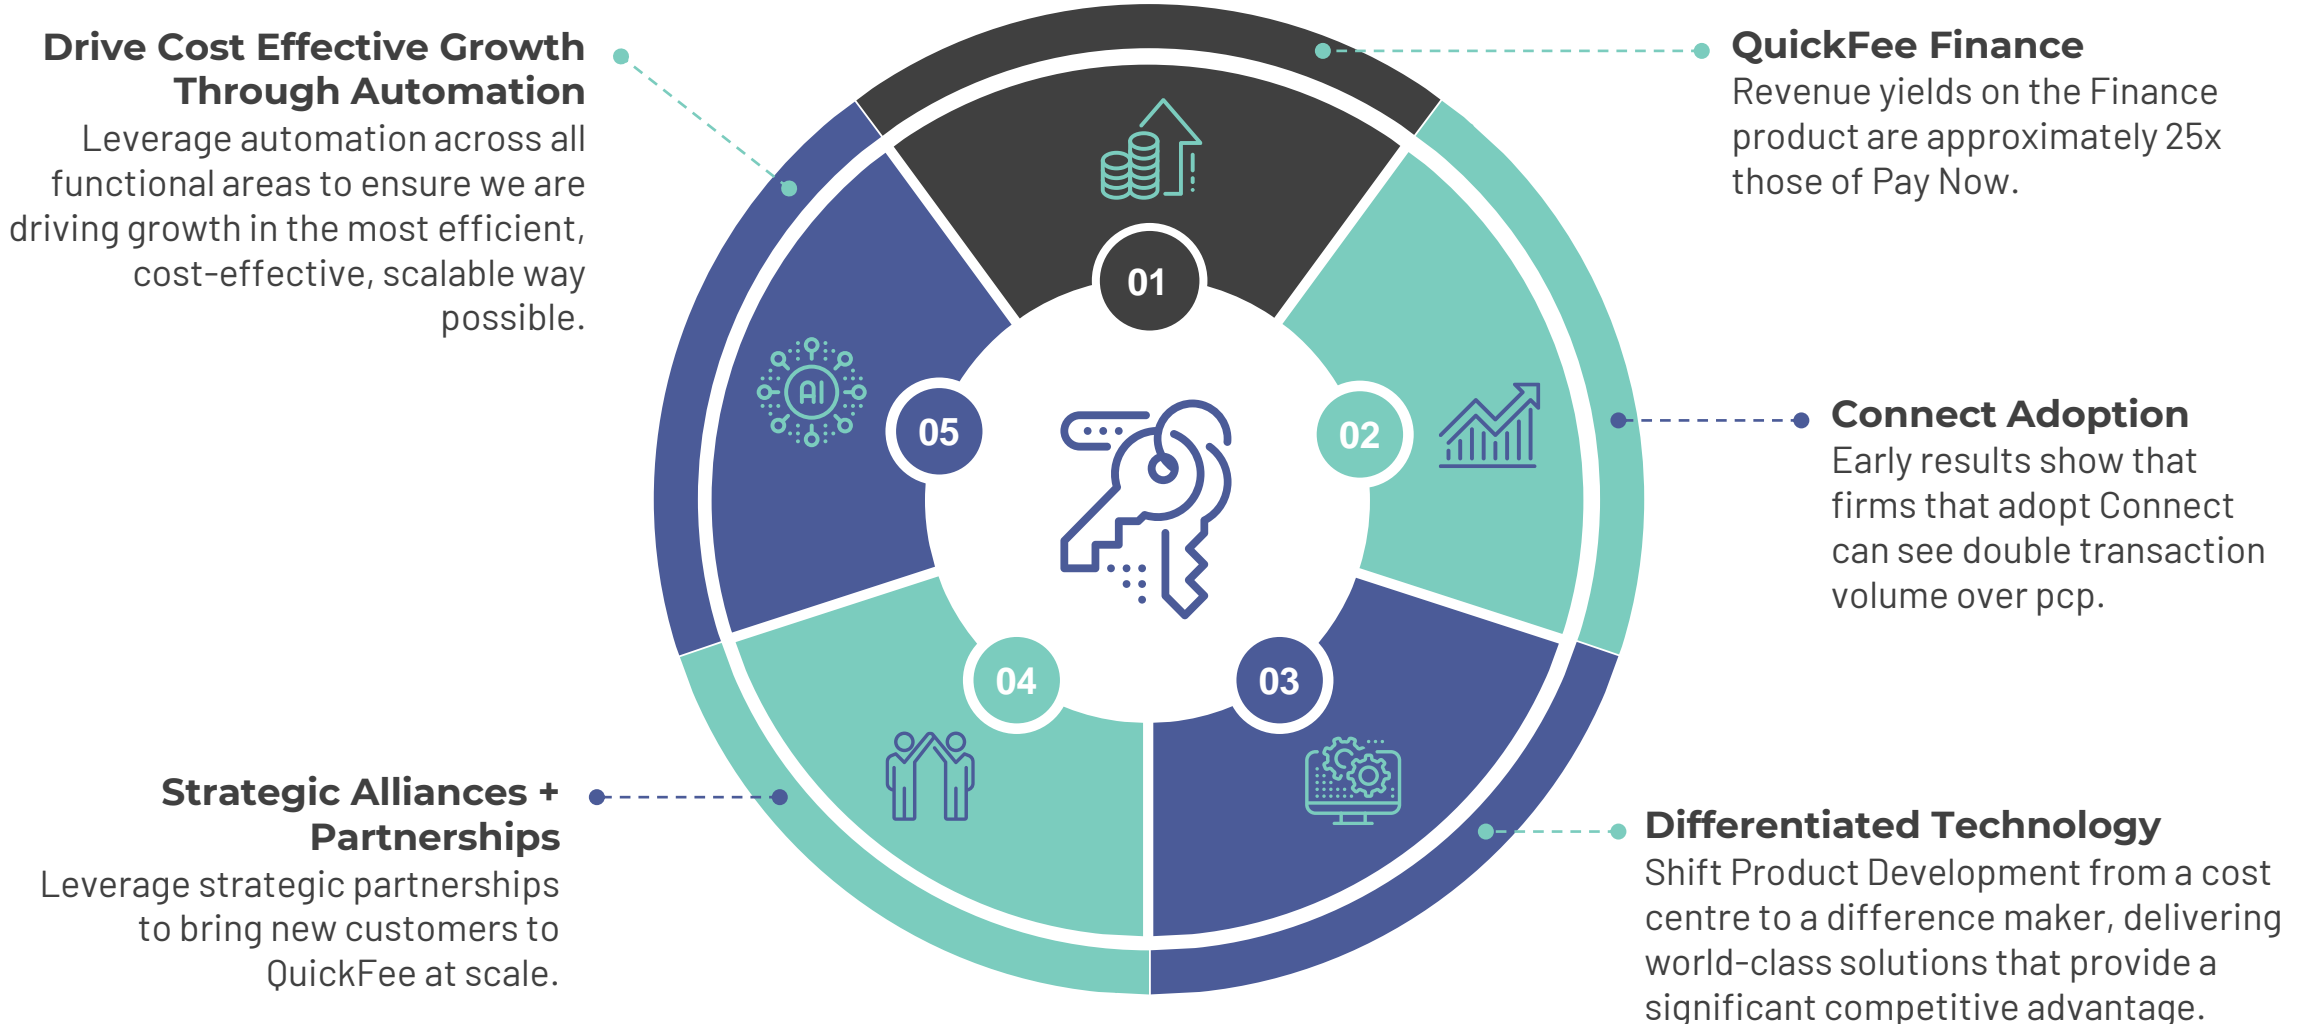 Drive Cost Effective Growth
Through Automation
Leverage automation across all
functional areas to ensure we are
driving growth in the most efficient,
cost-effective, scalable way
possible.
QuickFee Finance
Revenue yields on the Finance
product are approximately 25x
those of Pay Now.
01
AI
05
02
Connect Adoption
Early results show that
firms that adopt Connect
can see double transaction
volume over pcp.
04
03
Strategic Alliances +
Partnerships
Leverage strategic partnerships
to bring new customers to
QuickFee at scale.
Differentiated Technology
Shift Product Development from a cost
centre to a difference maker, delivering
world-class solutions that provide a
significant competitive advantage.